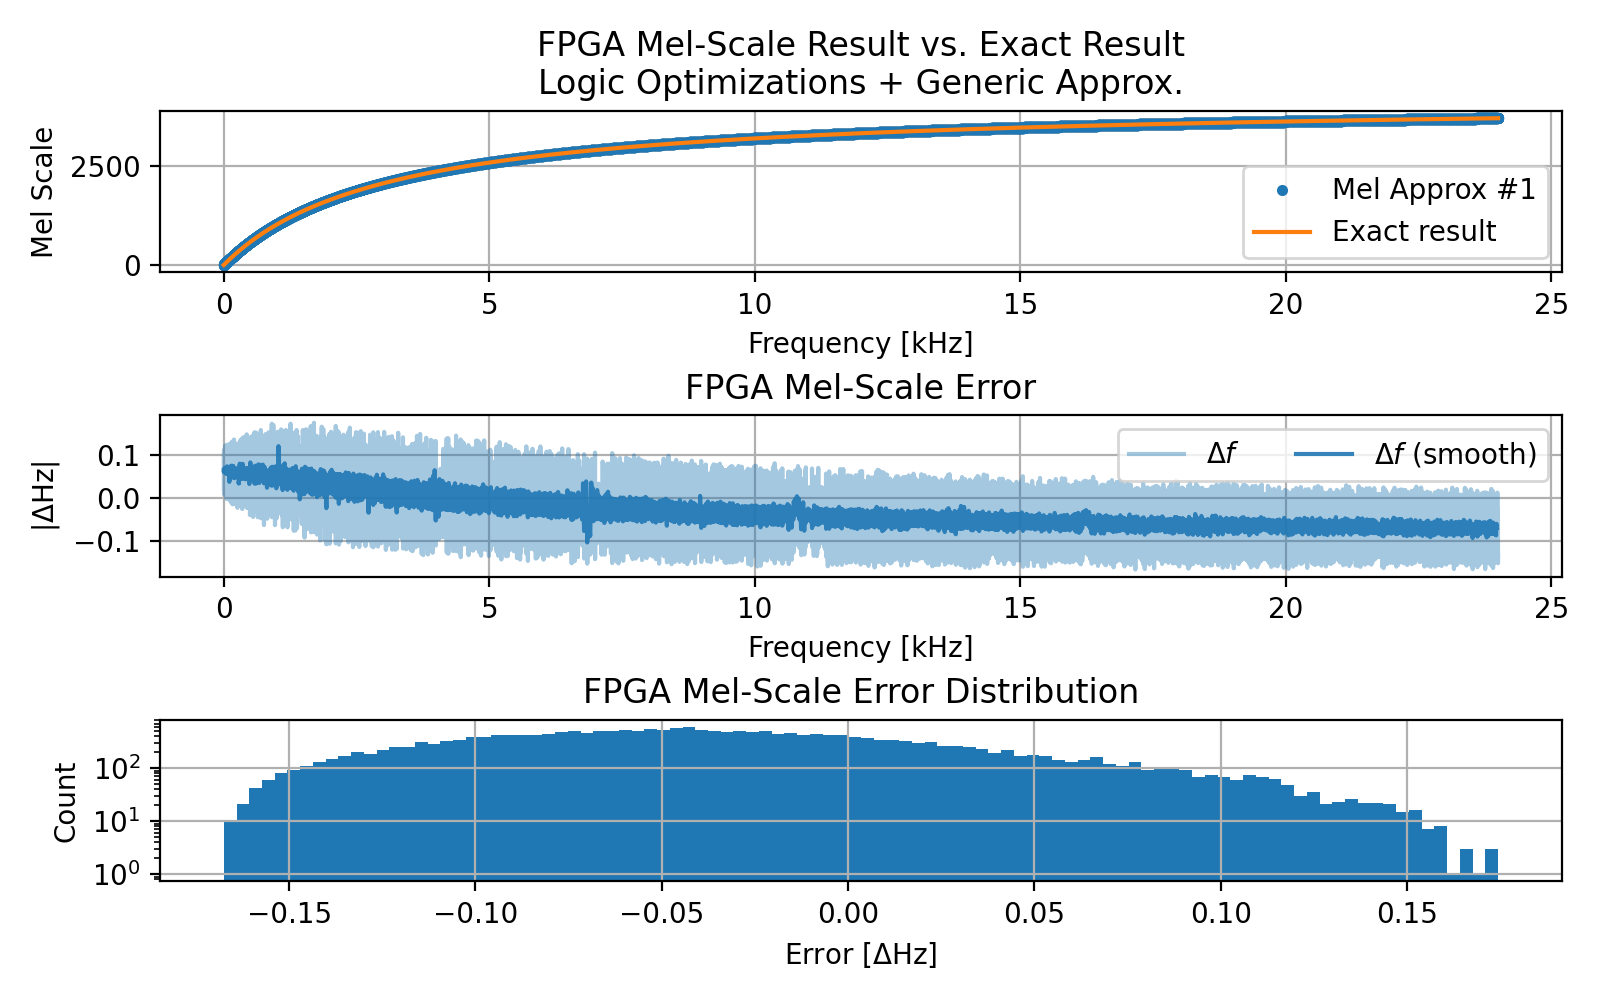 FPGA Mel-Scale Result vs. Exact Result
Logic Optimizations + Generic Approx.
Mel Scale
2500
0
Mel Approx #1
Exact result
0 5 10 15 20 25
Frequency [kHz]
FPGA Mel-Scale Error
|ΔHz|
0.1
0.0
−0.1
Δf Δf (smooth)
0 5 10 15 20 25
Frequency [kHz]
FPGA Mel-Scale Error Distribution
Count
10²
10¹
10⁰
−0.15 −0.10 −0.05 0.00 0.05 0.10 0.15
Error [ΔHz]